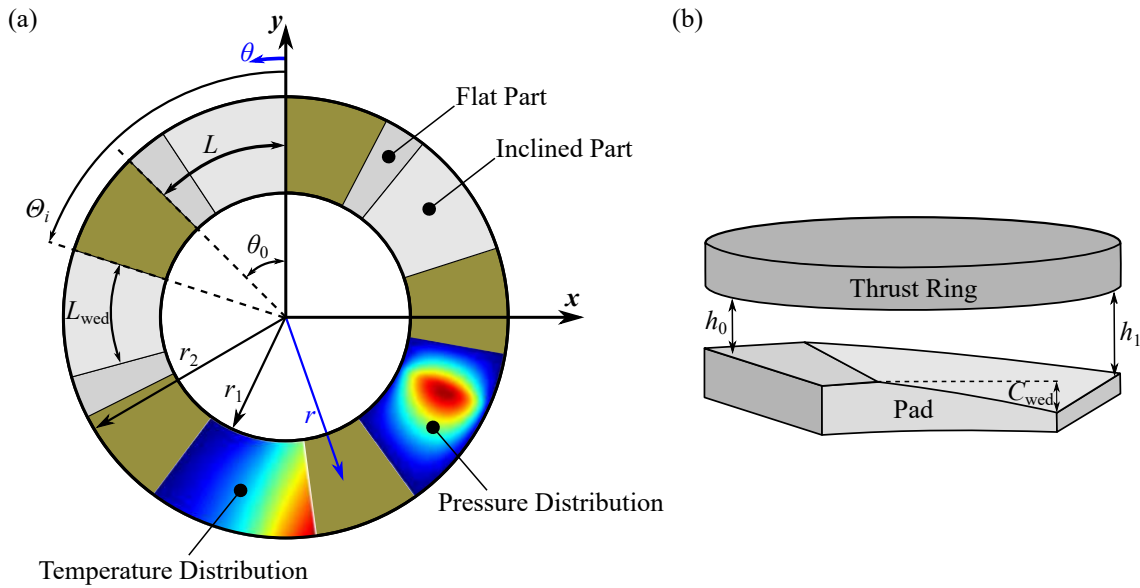 (a)
y
θ
Flat Part
Inclined Part
L
Θi
θ0
x
Lwed
r2
r1
r
Pressure Distribution
Temperature Distribution
(b)
Thrust Ring
h0
h1
Cwed
Pad